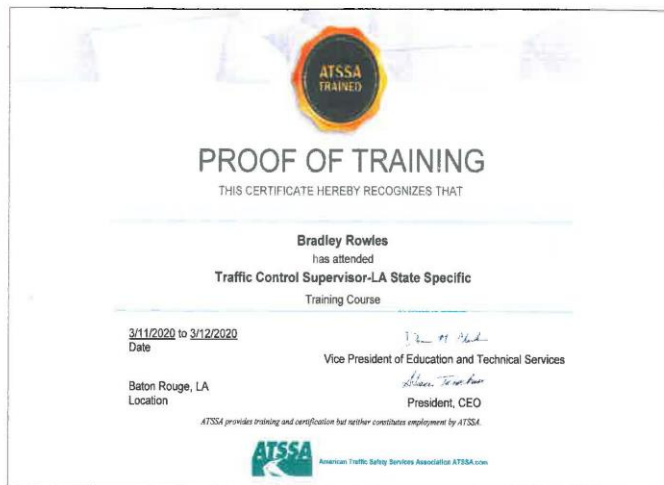 ATSSA
TRAINED
PROOF OF TRAINING
THIS CERTIFICATE HEREBY RECOGNIZES THAT
Bradley Rowles
has attended
Traffic Control Supervisor-LA State Specific
Training Course
3/11/2020 to 3/12/2020
Date
Vice President of Education and Technical Services
Baton Rouge, LA
Location
President, CEO
ATSSA provides training and certification but neither constitutes employment by ATSSA.
ATSSA
American Traffic Safety Services Association ATSSA.com